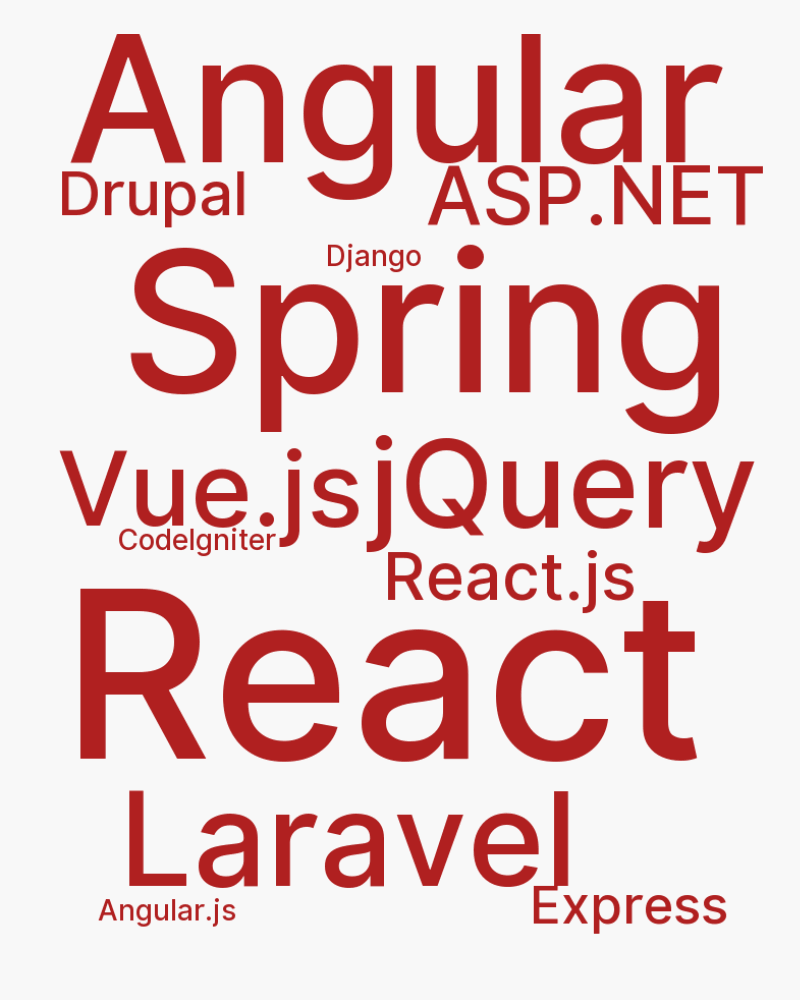 Angular
Drupal
ASP.NET
Django
Spring
Vue.js
jQuery
CodeIgniter
React.js
React
Laravel
Angular.js
Express